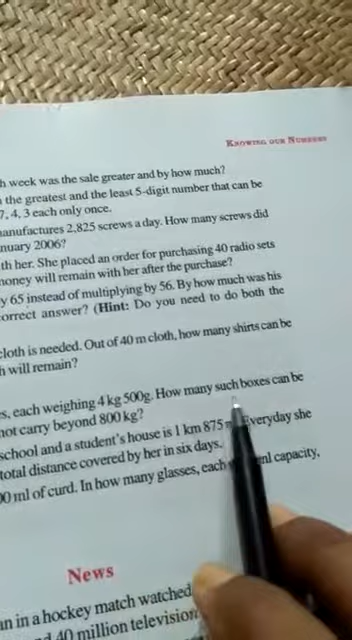 KNOWING OUR NUMBERS
h week was the sale greater and by how much?
the greatest and the least 5-digit number that can be
7, 4, 3 each only once.
anufactures 2,825 screws a day. How many screws did
nuary 2006?
th her. She placed an order for purchasing 40 radio sets
noney will remain with her after the purchase?
y 65 instead of multiplying by 56. By how much was his
orrect answer? (Hint: Do you need to do both the
cloth is needed. Out of 40 m cloth, how many shirts can be
h will remain?
s, each weighing 4 kg 500g. How many such boxes can be
not carry beyond 800 kg?
school and a student's house is 1 km 875 Everyday she
total distance covered by her in six days.
00 ml of curd. In how many glasses, each ml capacity,
News
an in a hockey match watched
d 40 million television